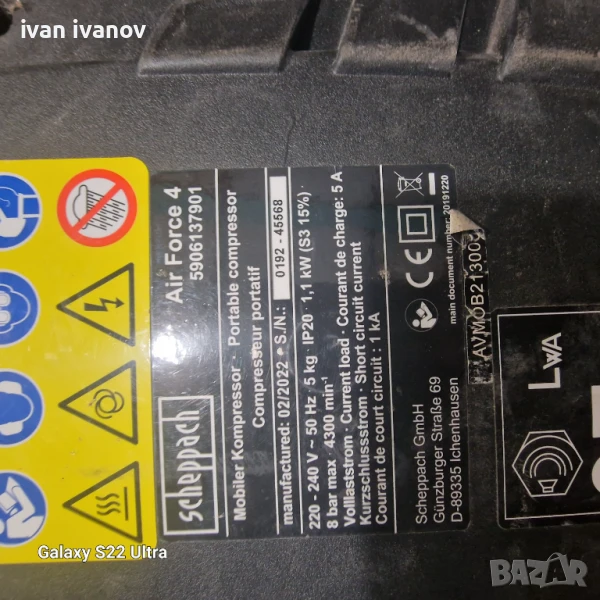 ivan ivanov
scheppach
Air Force 4
5906137901
Mobiler Kompressor · Portable compressor
Compresseur portatif
manufactured: 02/2022 · S./N.: 0192 - 45568
220 - 240 V ~ 50 Hz / 5 kg · IP20 · 1,1 kW (S3 15%)
8 bar max · 4300 min⁻¹
Volllaststrom · Current load · Courant de charge: 5 A
Kurzschlussstrom · Short circuit current
Courant de court circuit : 1 kA
Scheppach GmbH
Günzburger Straße 69
D-89335 Ichenhausen
CE
main document number: 20191220
LWA
Galaxy S22 Ultra
BAZAR